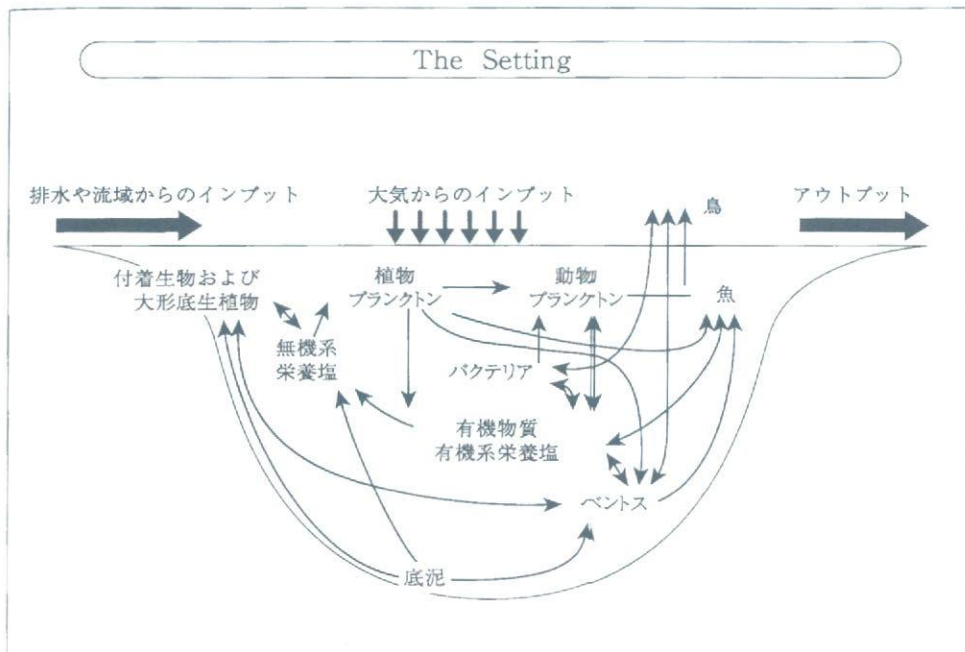 The Setting
排水や流域からのインプット
大気からのインプット
鳥
アウトプット
付着生物および
大形底生植物
植物
プランクトン
動物
プランクトン
魚
無機系
栄養塩
バクテリア
有機物質
有機系栄養塩
ベントス
底泥